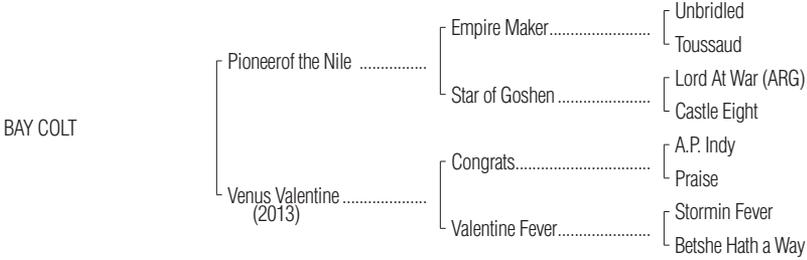 Unbridled
Empire Maker........................
Toussaud
Pioneerof the Nile ................
Lord At War (ARG)
Star of Goshen ......................
Castle Eight
BAY COLT
A.P. Indy
Congrats................................
Praise
Venus Valentine ....................
(2013)
Stormin Fever
Valentine Fever......................
Betshe Hath a Way